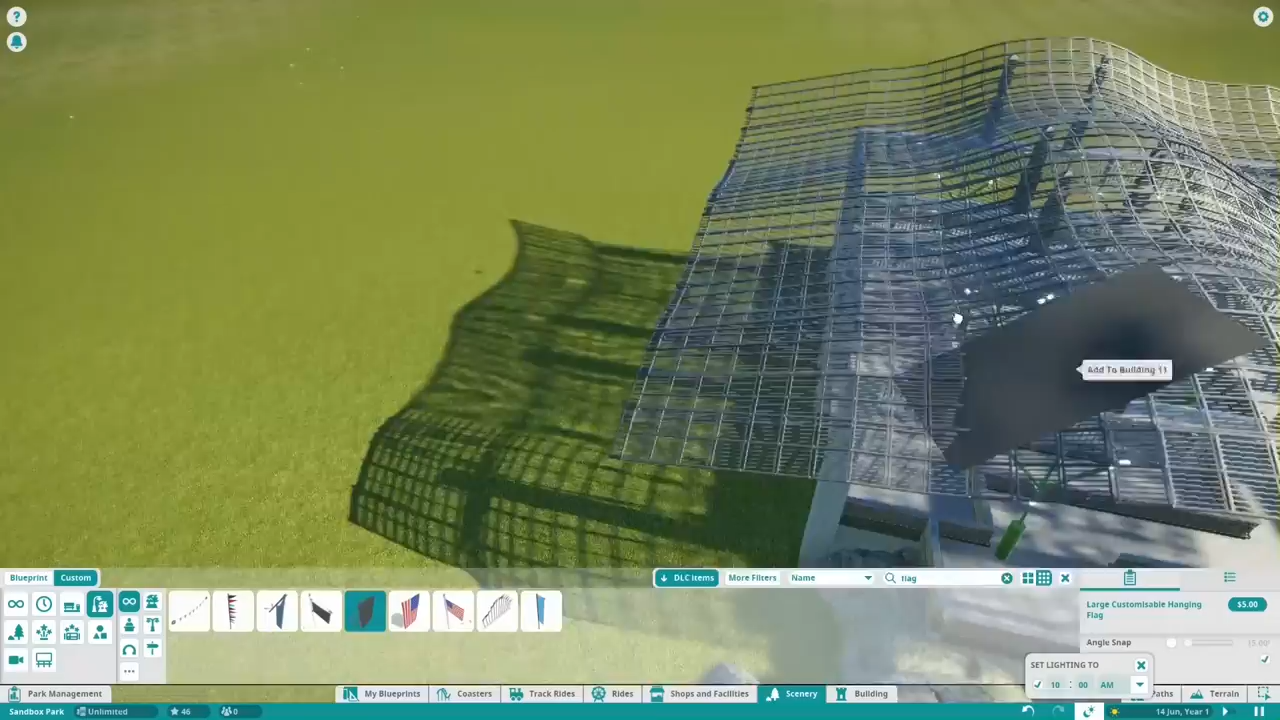 ?
Add To Building 11
Blueprint
Custom
DLC Items
More Filters
Name
flag
Large Customisable Hanging
Flag
$5.00
Angle Snap
15.00°
SET LIGHTING TO
10 : 00 AM
Park Management
My Blueprints
Coasters
Track Rides
Rides
Shops and Facilities
Scenery
Building
Paths
Terrain
Sandbox Park
Unlimited
46
0
14 Jun, Year 1